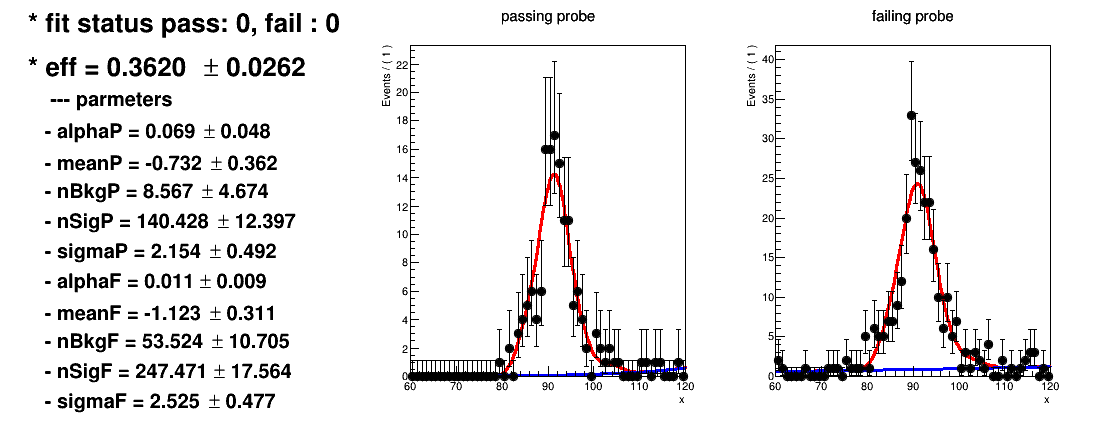 * fit status pass: 0, fail : 0
* eff = 0.3620 ± 0.0262
--- parmeters
- alphaP = 0.069 ± 0.048
- meanP = -0.732 ± 0.362
- nBkgP = 8.567 ± 4.674
- nSigP = 140.428 ± 12.397
- sigmaP = 2.154 ± 0.492
- alphaF = 0.011 ± 0.009
- meanF = -1.123 ± 0.311
- nBkgF = 53.524 ± 10.705
- nSigF = 247.471 ± 17.564
- sigmaF = 2.525 ± 0.477
passing probe
Events / ( 1 )
22
20
18
16
14
12
10
8
6
4
2
0
60 70 80 90 100 110 120
x
failing probe
Events / ( 1 )
40
35
30
25
20
15
10
5
0
60 70 80 90 100 110 120
x